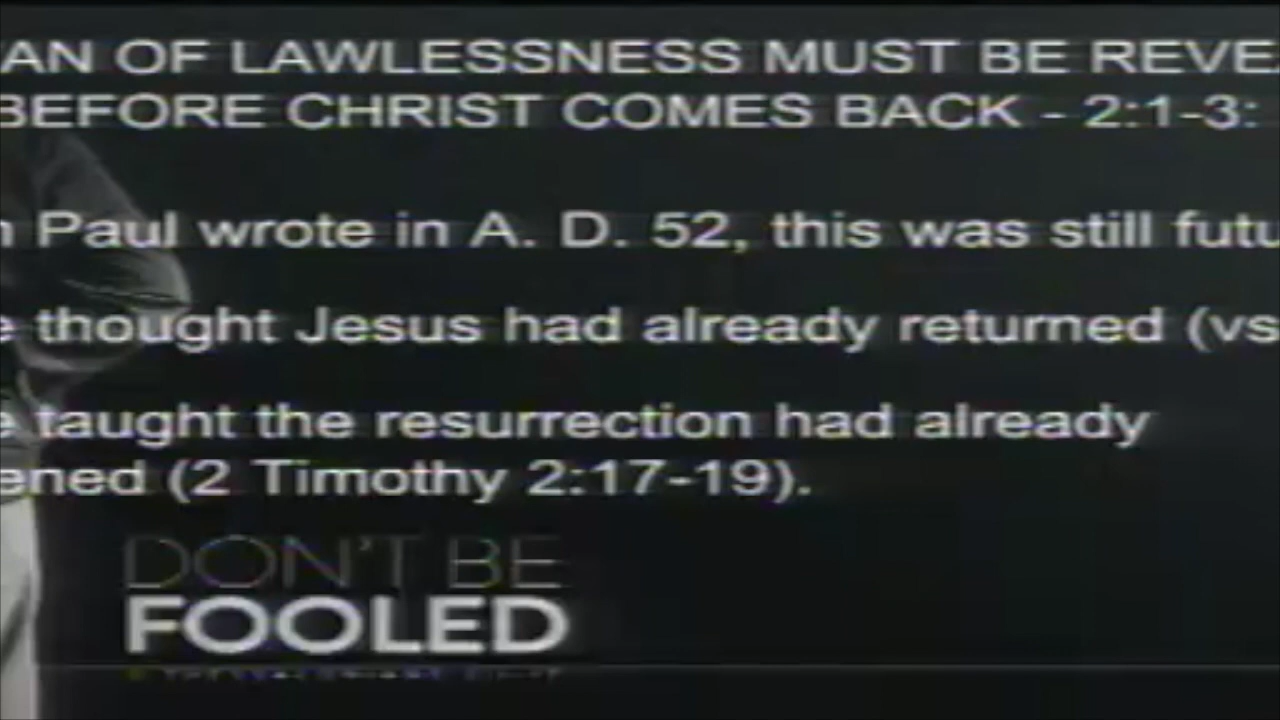 AN OF LAWLESSNESS MUST BE REVEA
BEFORE CHRIST COMES BACK - 2:1-3:
n Paul wrote in A. D. 52, this was still futu
e thought Jesus had already returned (vs
e taught the resurrection had already
ened (2 Timothy 2:17-19).
DON'T BE
FOOLED